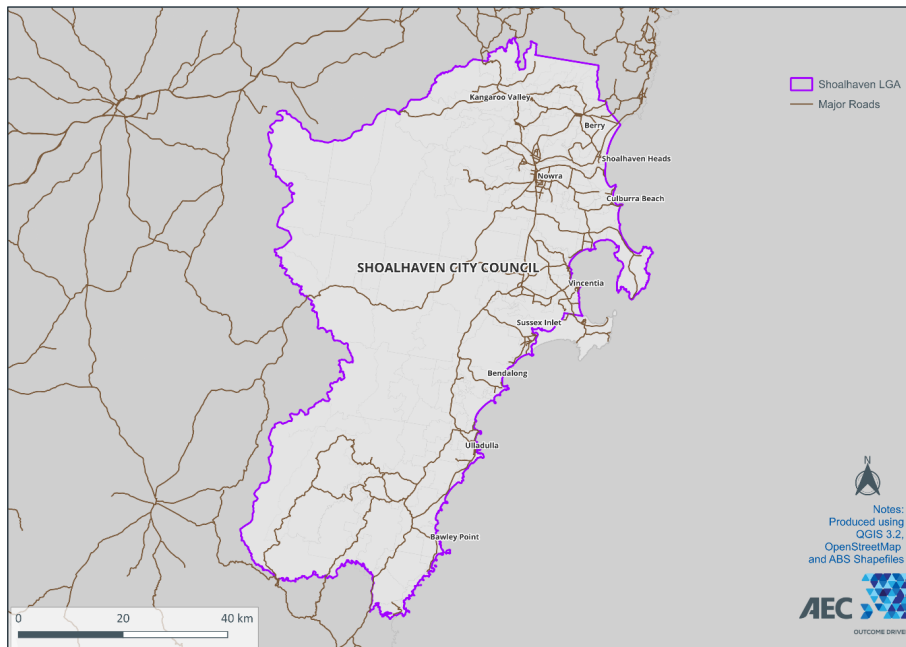 Shoalhaven LGA
Major Roads
Kangaroo Valley
Berry
Shoalhaven Heads
Nowra
Culburra Beach
SHOALHAVEN CITY COUNCIL
Vincentia
Sussex Inlet
Bendalong
Ulladulla
Bawley Point
N
Notes:
Produced using
QGIS 3.2,
OpenStreetMap
and ABS Shapefiles
0 20 40 km
AEC
OUTCOME DRIVE